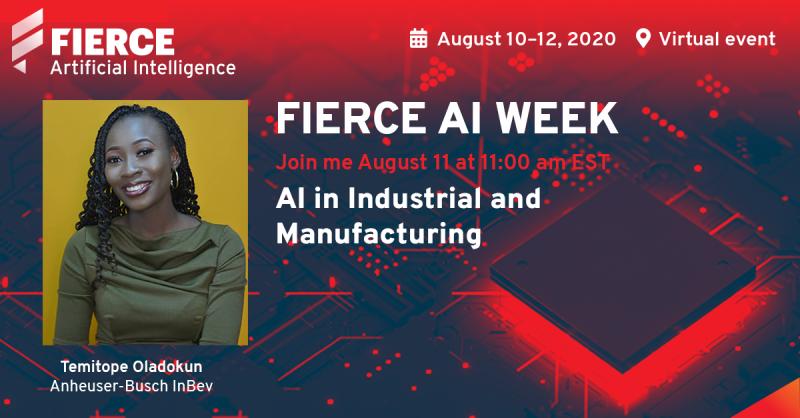 FIERCE
Artificial Intelligence
August 10–12, 2020 Virtual event
FIERCE AI WEEK
Join me August 11 at 11:00 am EST
AI in Industrial and
Manufacturing
Temitope Oladokun
Anheuser-Busch InBev